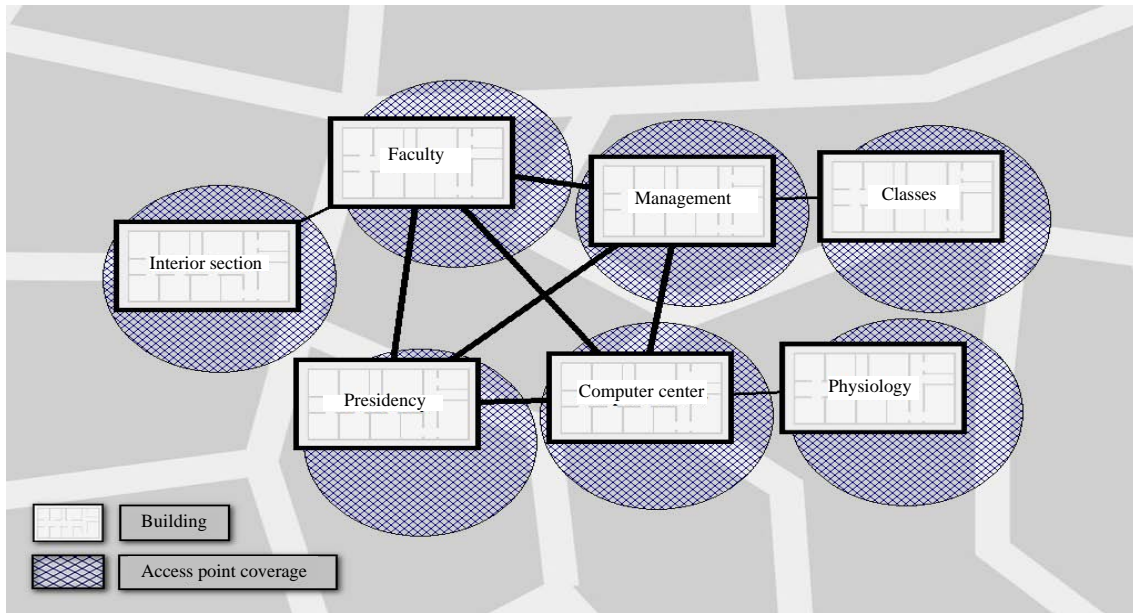 Faculty
Management
Classes
Interior section
Presidency
Computer center
Physiology
Building
Access point coverage